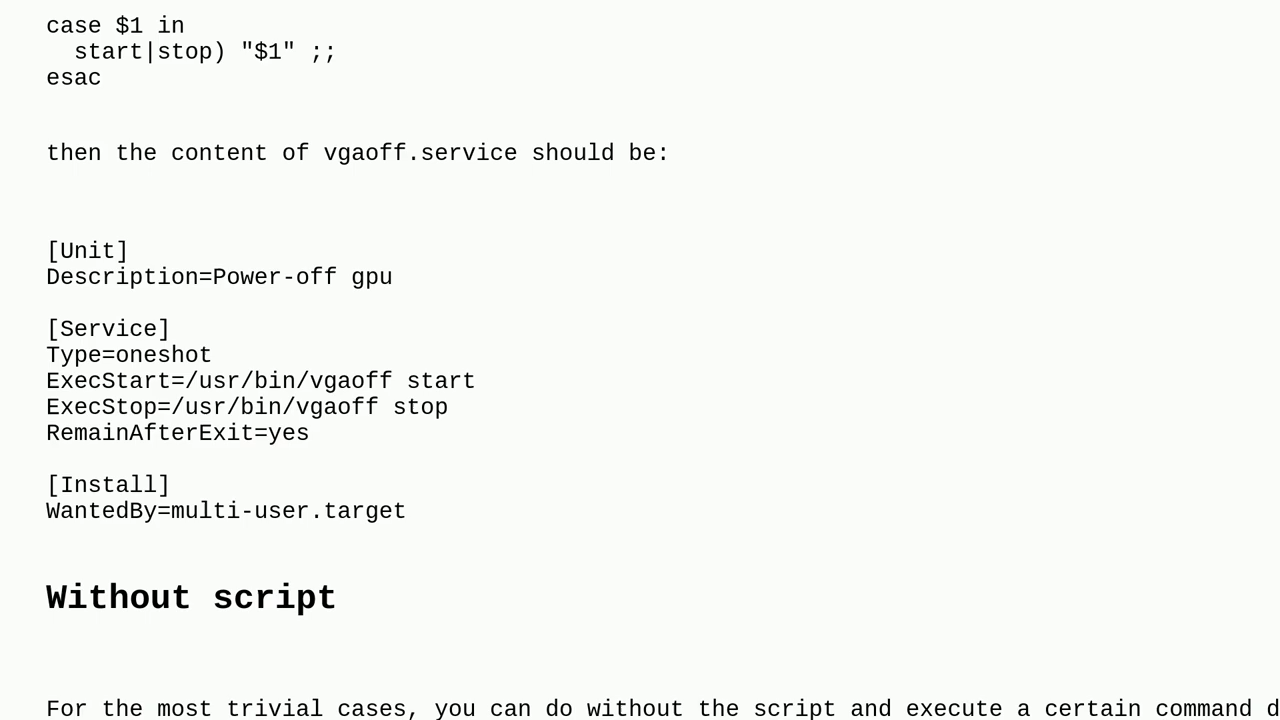 case $1 in
  start|stop) "$1" ;;
esac
then the content of vgaoff.service should be:
[Unit]
Description=Power-off gpu
[Service]
Type=oneshot
ExecStart=/usr/bin/vgaoff start
ExecStop=/usr/bin/vgaoff stop
RemainAfterExit=yes
[Install]
WantedBy=multi-user.target
Without script
For the most trivial cases, you can do without the script and execute a certain command